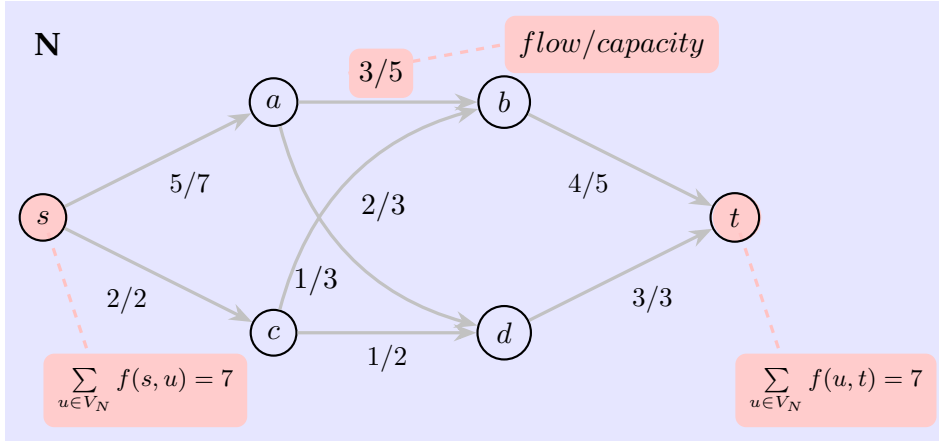 N
flow/capacity
3/5
a
b
5/7
2/3
4/5
s
t
2/2
1/3
3/3
c
d
1/2
∑ f(s, u) = 7
u∈V_N
∑ f(u, t) = 7
u∈V_N